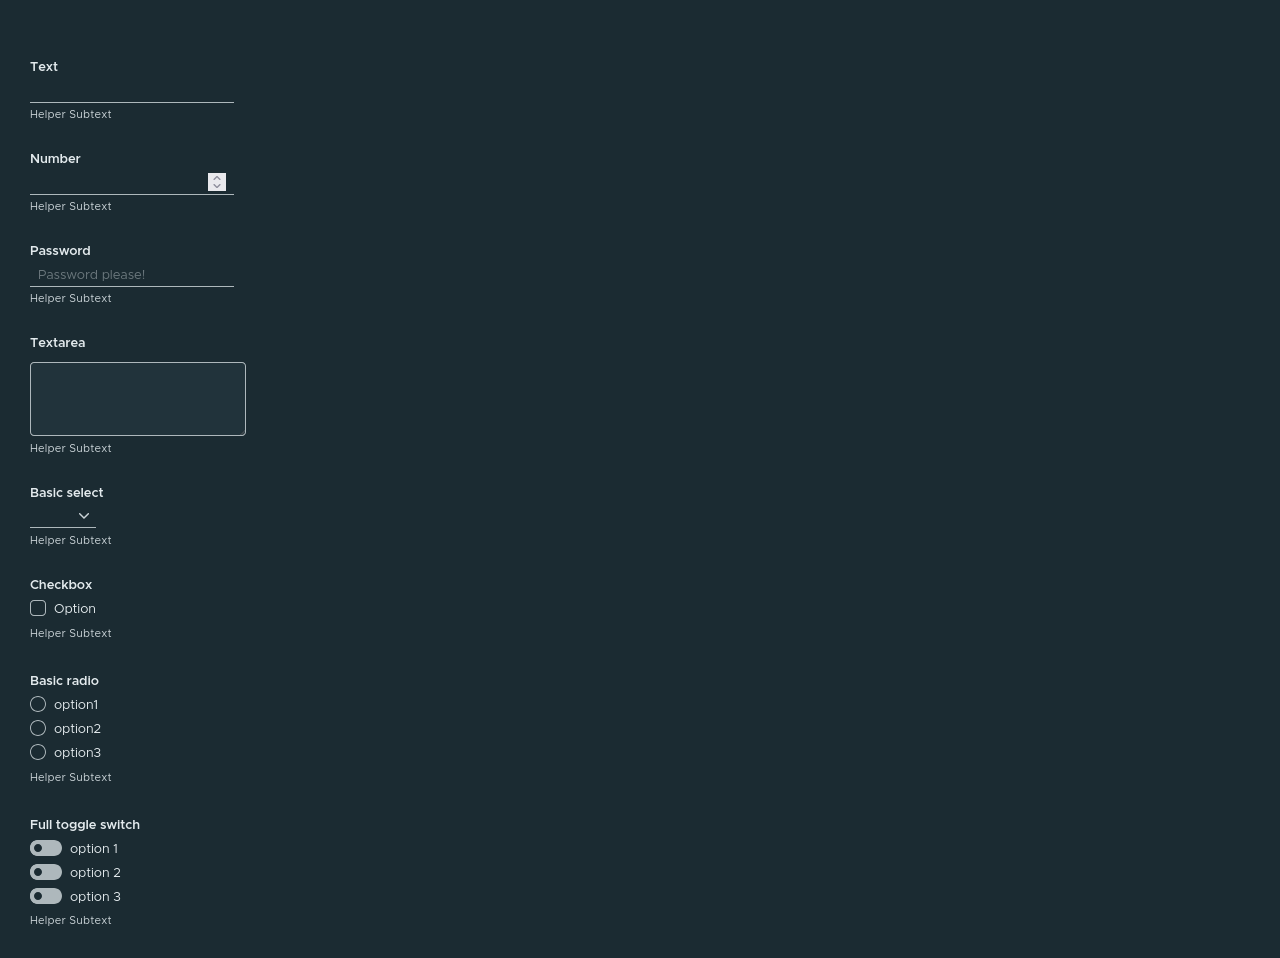 Text
Helper Subtext
Number
Helper Subtext
Password
Password please!
Helper Subtext
Textarea
Helper Subtext
Basic select
Helper Subtext
Checkbox
Option
Helper Subtext
Basic radio
option1
option2
option3
Helper Subtext
Full toggle switch
option 1
option 2
option 3
Helper Subtext